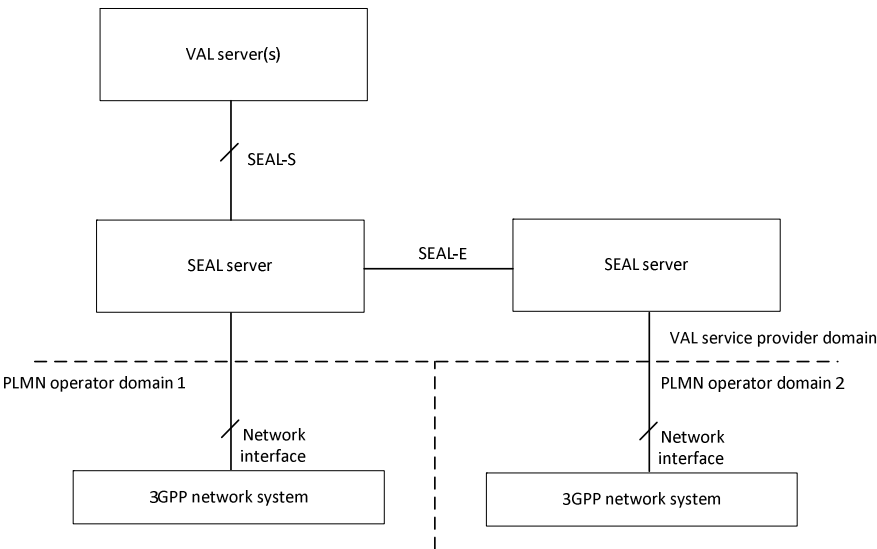 VAL server(s)
SEAL-S
SEAL server
SEAL-E
SEAL server
VAL service provider domain
PLMN operator domain 1
PLMN operator domain 2
Network
interface
Network
interface
3GPP network system
3GPP network system